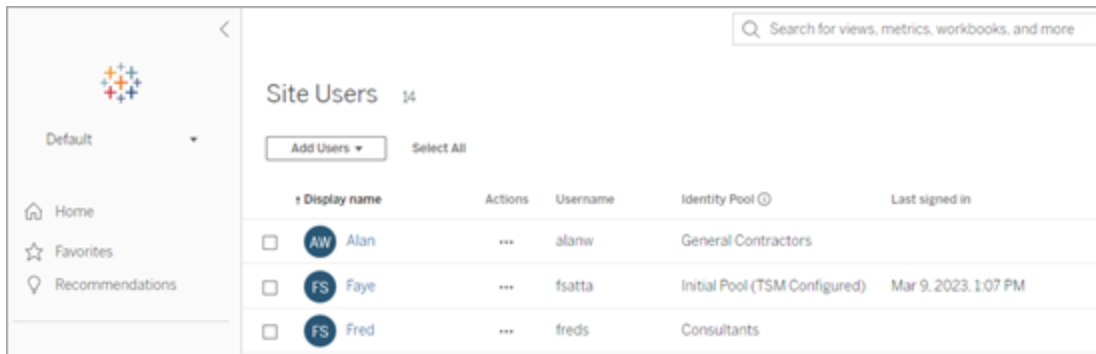 Search for views, metrics, workbooks, and more
Site Users 14
Default
Add Users Select All
Display name Actions Username Identity Pool Last signed in
Home
AW Alan ... alanw General Contractors
Favorites
Recommendations
FS Faye ... fsatta Initial Pool (TSM Configured) Mar 9, 2023, 1:07 PM
FS Fred ... freds Consultants